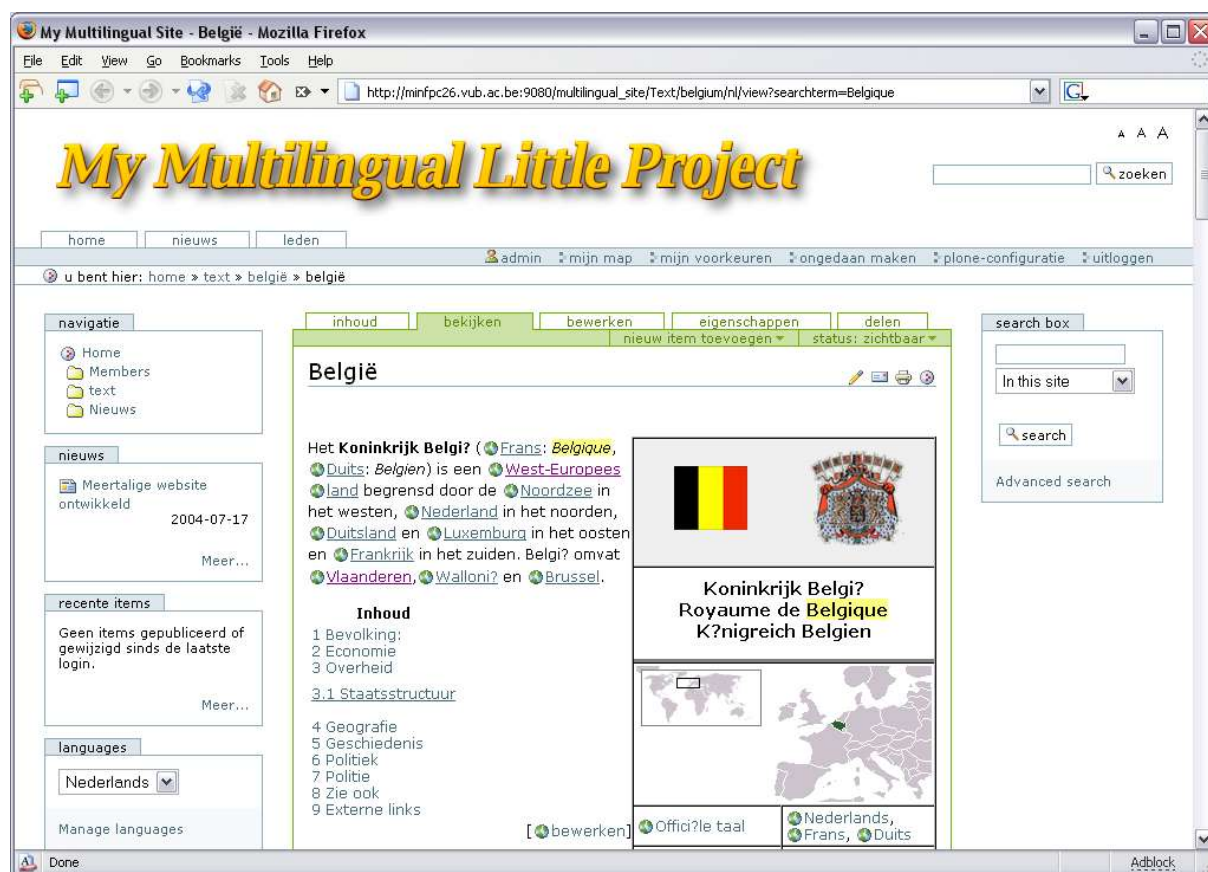 My Multilingual Site - België - Mozilla Firefox
File Edit View Go Bookmarks Tools Help
http://minfpc26.vub.ac.be:9080/multilingual_site/Text/belgium/nl/view?searchterm=Belgique
G
A A A
My Multilingual Little Project
zoeken
home nieuws leden
admin mijn map mijn voorkeuren ongedaan maken plone-configuratie uitloggen
u bent hier: home » text » belgië » belgië
navigatie
Home
Members
text
Nieuws
nieuws
Meertalige website
ontwikkeld
2004-07-17
Meer...
recente items
Geen items gepubliceerd of
gewijzigd sinds de laatste
login.
Meer...
languages
Nederlands
Manage languages
inhoud bekijken bewerken eigenschappen delen
nieuw item toevoegen status: zichtbaar
België
Het Koninkrijk Belgi? (Frans: Belgique,
Duits: Belgien) is een West-Europees
land begrensd door de Noordzee in
het westen, Nederland in het noorden,
Duitsland en Luxemburg in het oosten
en Frankrijk in het zuiden. Belgi? omvat
Vlaanderen, Walloni? en Brussel.
Inhoud
1 Bevolking:
2 Economie
3 Overheid
3.1 Staatsstructuur
4 Geografie
5 Geschiedenis
6 Politiek
7 Politie
8 Zie ook
9 Externe links
[bewerken]
Koninkrijk Belgi?
Royaume de Belgique
K?nigreich Belgien
Offici?le taal
Nederlands,
Frans, Duits
search box
In this site
search
Advanced search
Done
Adblock